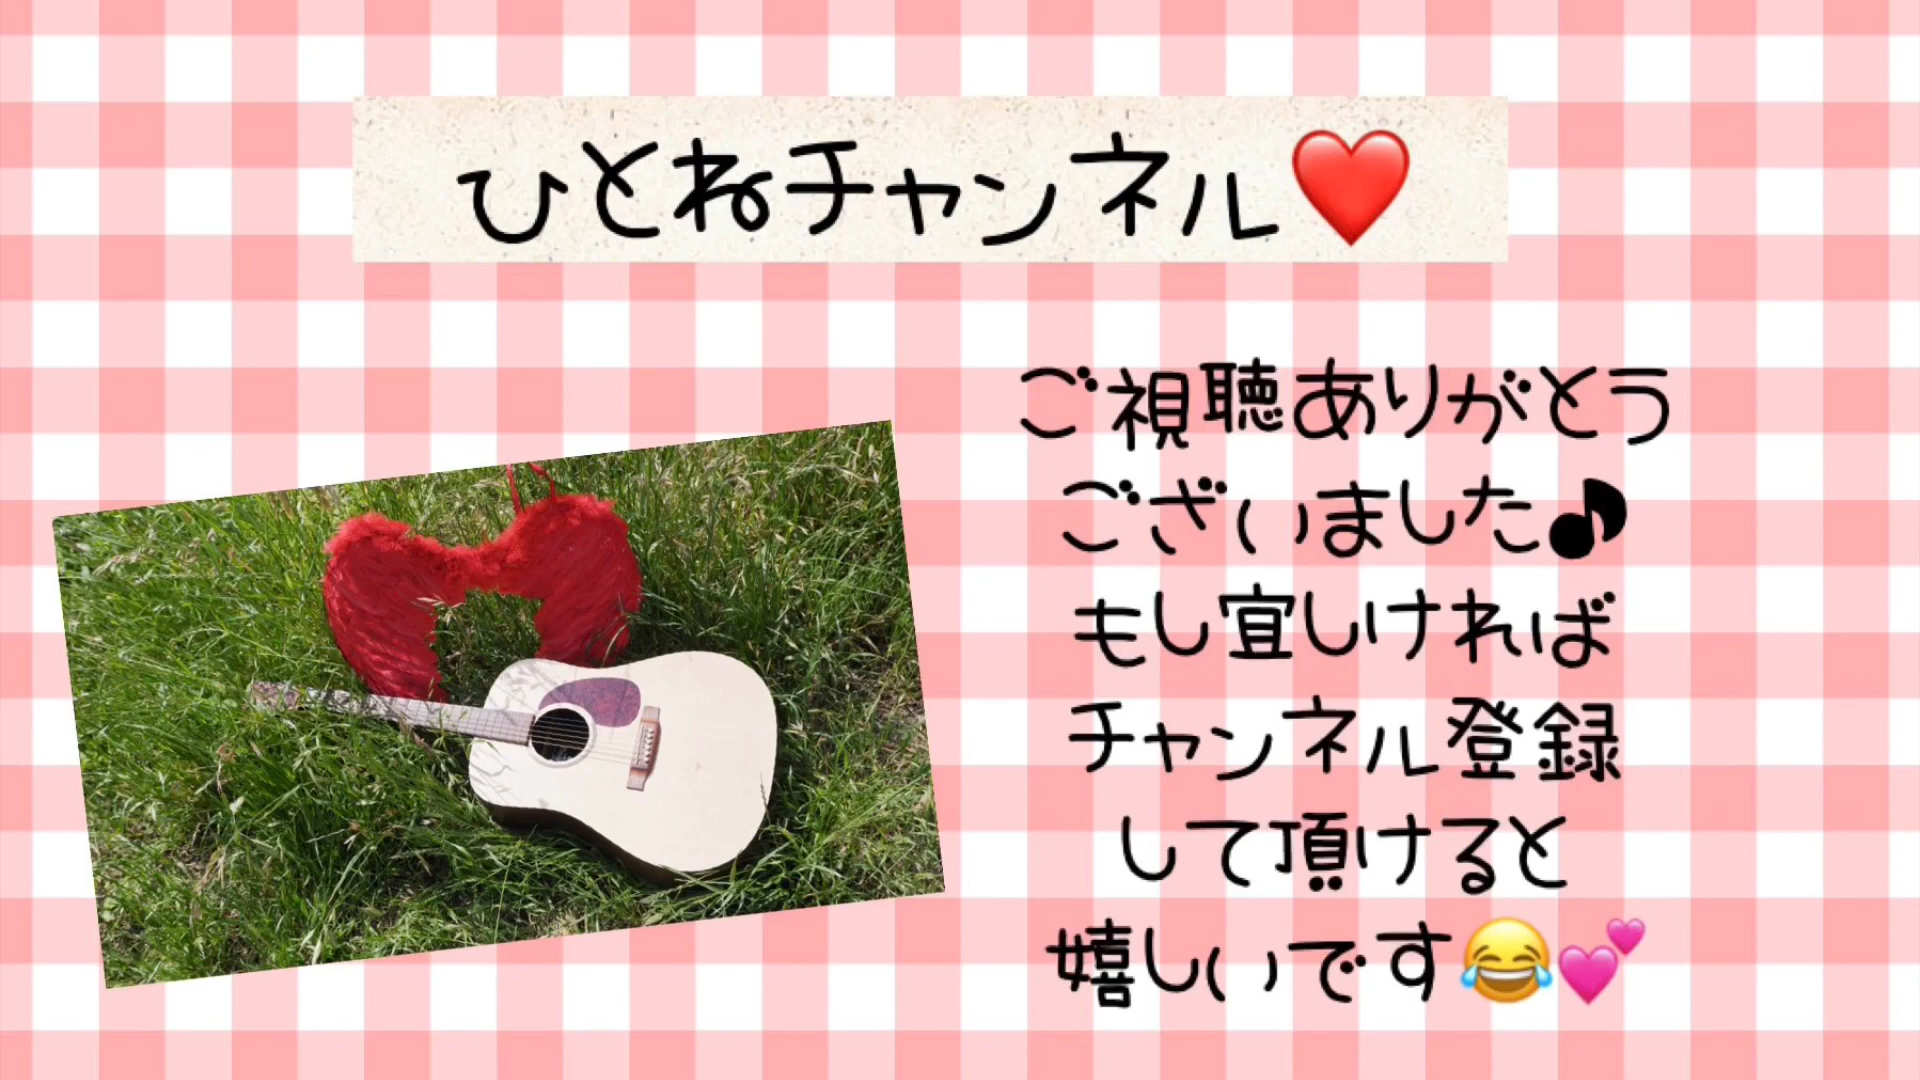 ひとねチャンネル❤️
ご視聴ありがとう
ございました♪
もし宜しければ
チャンネル登録
して頂けると
嬉しいです😂💕